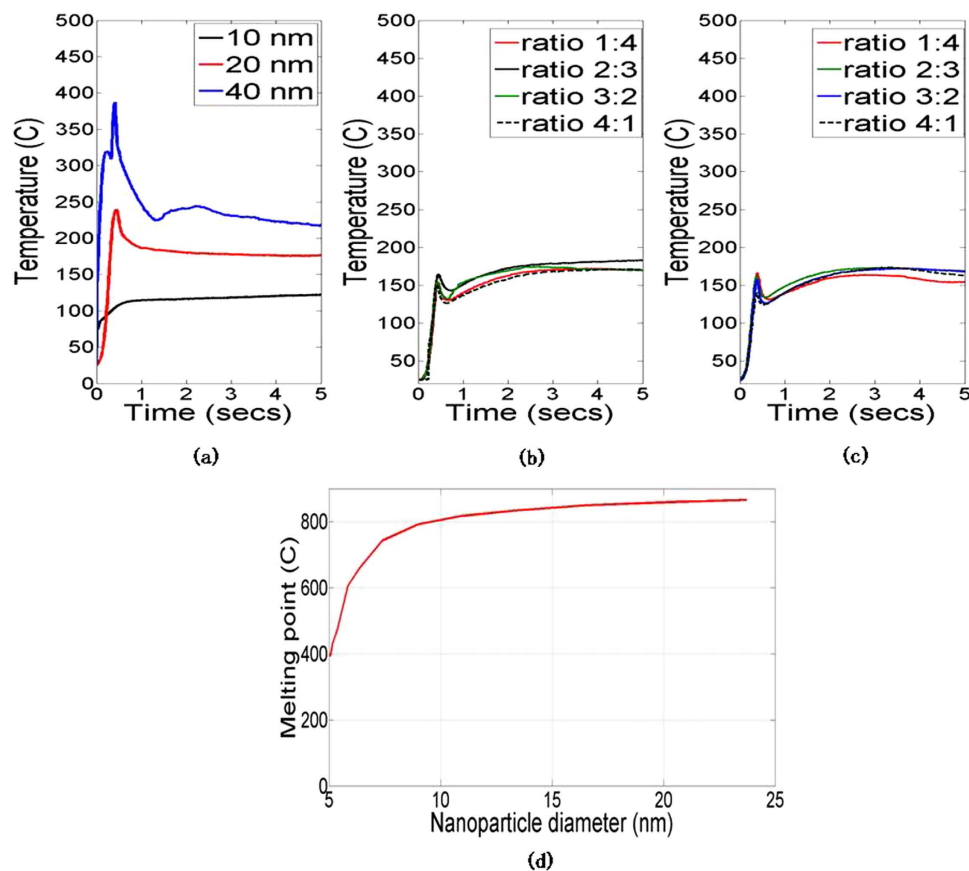 500
450
400
350
300
250
200
150
100
50
0
Temperature (C)
10 nm
20 nm
40 nm
0 1 2 3 4 5
Time (secs)
(a)
500
450
400
350
300
250
200
150
100
50
Temperature (C)
ratio 1:4
ratio 2:3
ratio 3:2
ratio 4:1
0 1 2 3 4 5
Time (secs)
(b)
500
450
400
350
300
250
200
150
100
50
Temperature (C)
ratio 1:4
ratio 2:3
ratio 3:2
ratio 4:1
0 1 2 3 4 5
Time (secs)
(c)
800
600
400
200
0
Melting point (C)
5 10 15 20 25
Nanoparticle diameter (nm)
(d)